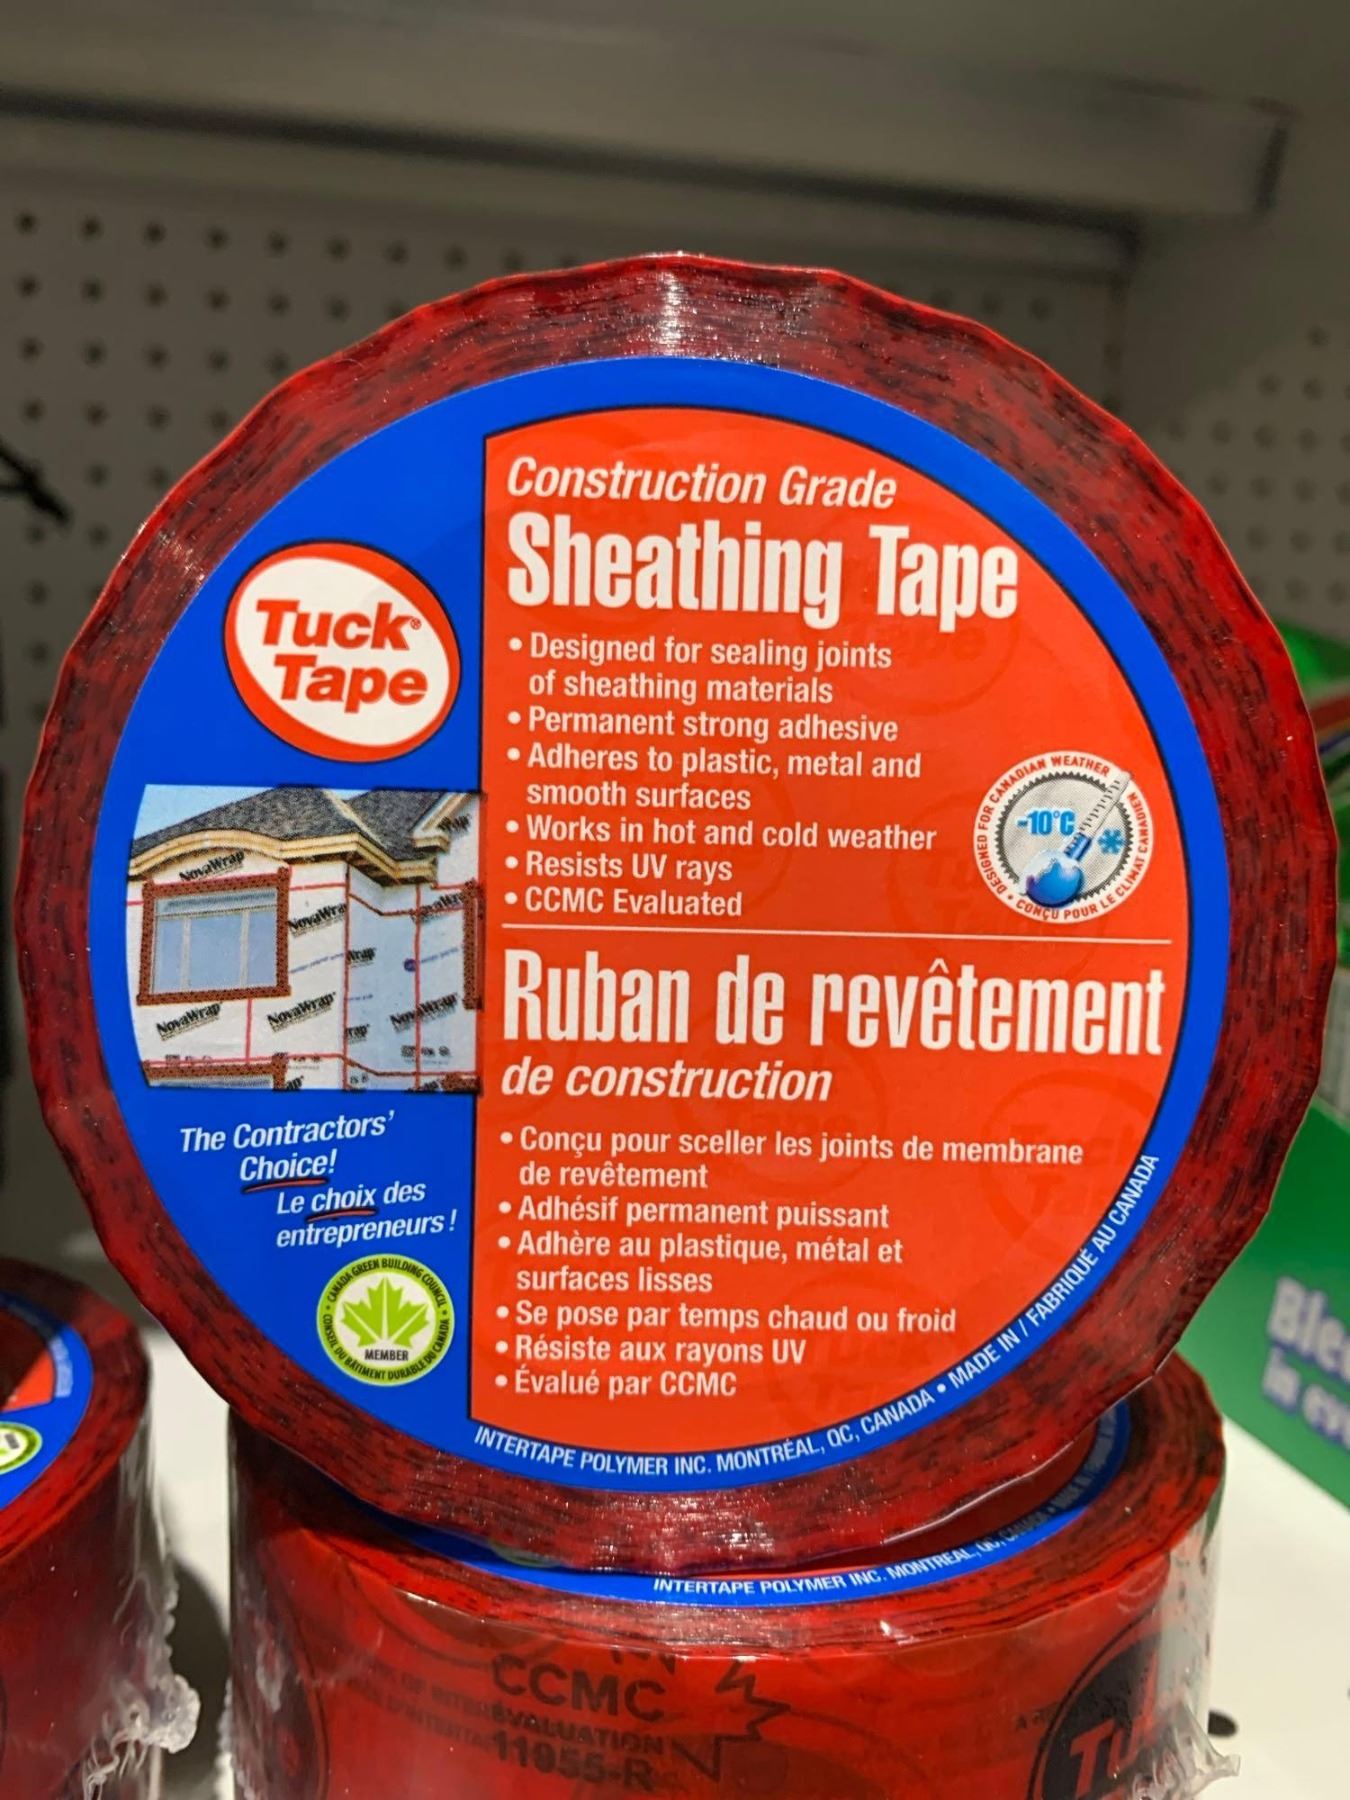 Construction Grade
Sheathing Tape
• Designed for sealing joints
of sheathing materials
• Permanent strong adhesive
• Adheres to plastic, metal and
smooth surfaces
• Works in hot and cold weather
• Resists UV rays
• CCMC Evaluated
DESIGNED FOR CANADIAN WEATHER
-10°C
• CONÇU POUR LE CLIMAT CANADIEN
Tuck®
Tape
NovaWrap
NovaWrap
NovaWrap
NovaWrap
Ruban de revêtement
de construction
• Conçu pour sceller les joints de membrane
de revêtement
• Adhésif permanent puissant
• Adhère au plastique, métal et
surfaces lisses
• Se pose par temps chaud ou froid
• Résiste aux rayons UV
• Évalué par CCMC
The Contractors'
Choice!
Le choix des
entrepreneurs !
• CANADA GREEN BUILDING COUNCIL •
MEMBER
CONSEIL DU BÂTIMENT DURABLE DU CANADA
INTERTAPE POLYMER INC. MONTRÉAL, QC, CANADA • MADE IN / FABRIQUÉ AU CANADA
INTERTAPE POLYMER INC. MONTRÉAL, QC,
CCMC
EVALUATION
11955-R